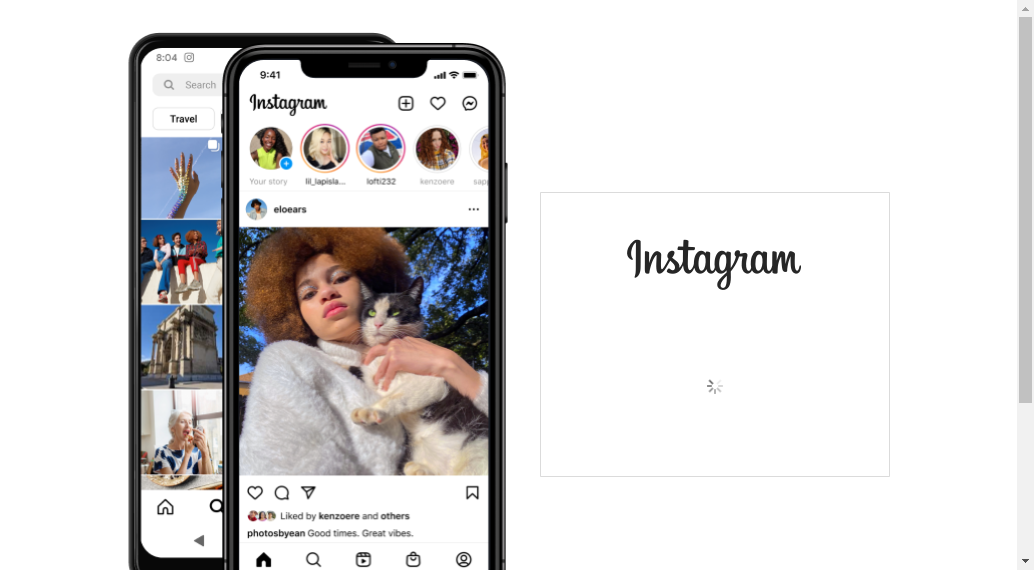 8:04
Search
Travel
9:41
Instagram
Your story
lil_lapisla...
lofti232
kenzoere
eloears
Liked by kenzoere and others
photosbyean Good times. Great vibes.
Instagram